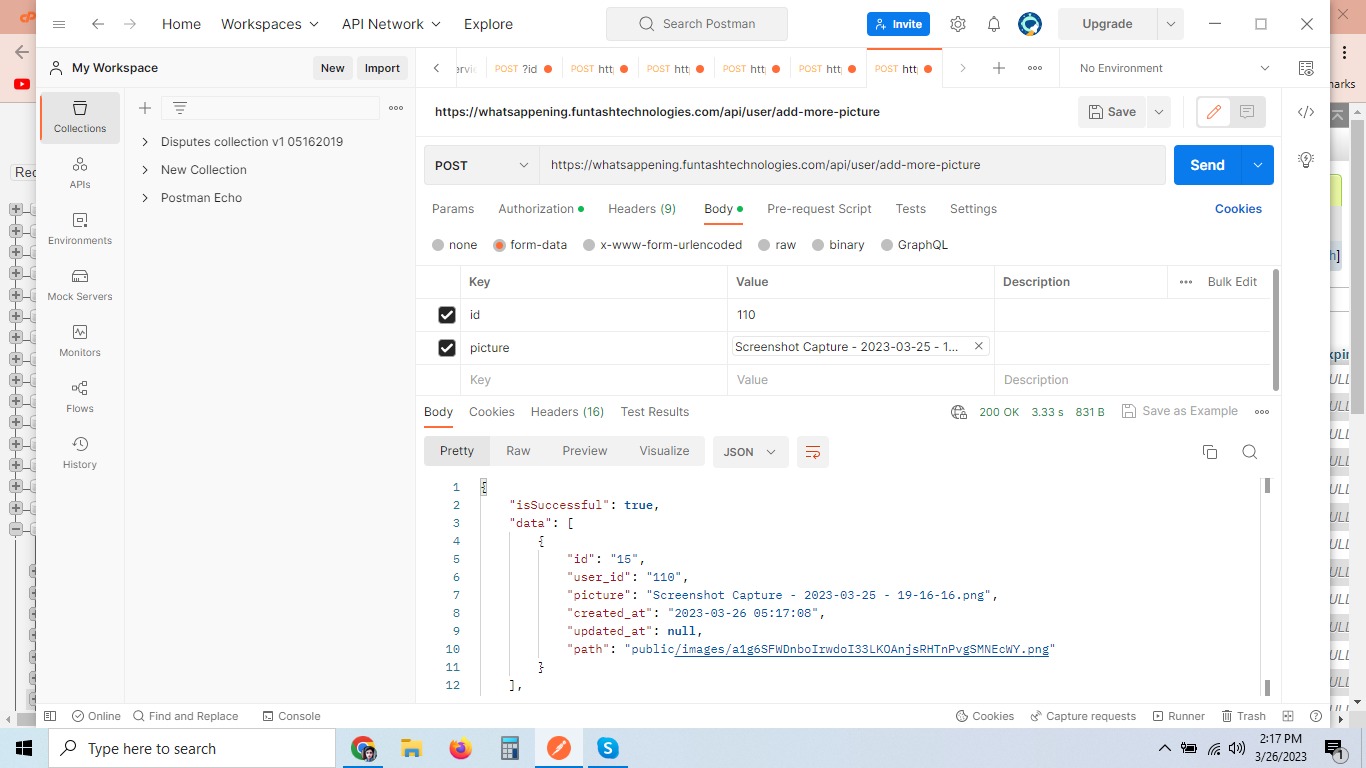 Home Workspaces API Network Explore Search Postman Invite Upgrade
My Workspace New Import
POST ?id POST htt POST htt POST htt POST htt POST htt No Environment
Collections
APIs
Environments
Mock Servers
Monitors
Flows
History
Disputes collection v1 05162019
New Collection
Postman Echo
https://whatsappening.funtashtechnologies.com/api/user/add-more-picture Save
POST https://whatsappening.funtashtechnologies.com/api/user/add-more-picture Send
Params Authorization Headers (9) Body Pre-request Script Tests Settings Cookies
none form-data x-www-form-urlencoded raw binary GraphQL
Key Value Description Bulk Edit
id 110
picture Screenshot Capture - 2023-03-25 - 1...
Key Value Description
Body Cookies Headers (16) Test Results 200 OK 3.33 s 831 B Save as Example
Pretty Raw Preview Visualize JSON
1 {
2 "isSuccessful": true,
3 "data": [
4 {
5 "id": "15",
6 "user_id": "110",
7 "picture": "Screenshot Capture - 2023-03-25 - 19-16-16.png",
8 "created_at": "2023-03-26 05:17:08",
9 "updated_at": null,
10 "path": "public/images/a1g6SFWDnboIrwdoI33LKOAnjsRHTnPvgSMNEcWY.png"
11 }
12 ],
Online Find and Replace Console Cookies Capture requests Runner Trash
Type here to search
2:17 PM
3/26/2023
1